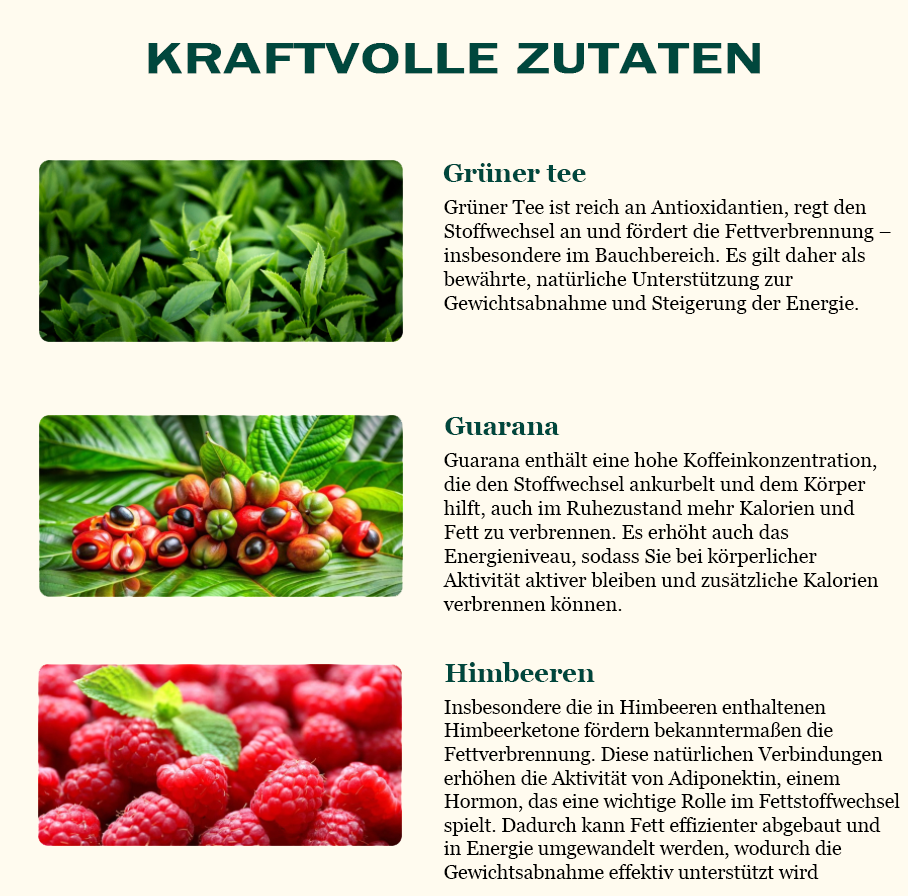 KRAFTVOLLE ZUTATEN
Grüner tee
Grüner Tee ist reich an Antioxidantien, regt den
Stoffwechsel an und fördert die Fettverbrennung –
insbesondere im Bauchbereich. Es gilt daher als
bewährte, natürliche Unterstützung zur
Gewichtsabnahme und Steigerung der Energie.
Guarana
Guarana enthält eine hohe Koffeinkonzentration,
die den Stoffwechsel ankurbelt und dem Körper
hilft, auch im Ruhezustand mehr Kalorien und
Fett zu verbrennen. Es erhöht auch das
Energieniveau, sodass Sie bei körperlicher
Aktivität aktiver bleiben und zusätzliche Kalorien
verbrennen können.
Himbeeren
Insbesondere die in Himbeeren enthaltenen
Himbeerketone fördern bekanntermaßen die
Fettverbrennung. Diese natürlichen Verbindungen
erhöhen die Aktivität von Adiponektin, einem
Hormon, das eine wichtige Rolle im Fettstoffwechsel
spielt. Dadurch kann Fett effizienter abgebaut und
in Energie umgewandelt werden, wodurch die
Gewichtsabnahme effektiv unterstützt wird